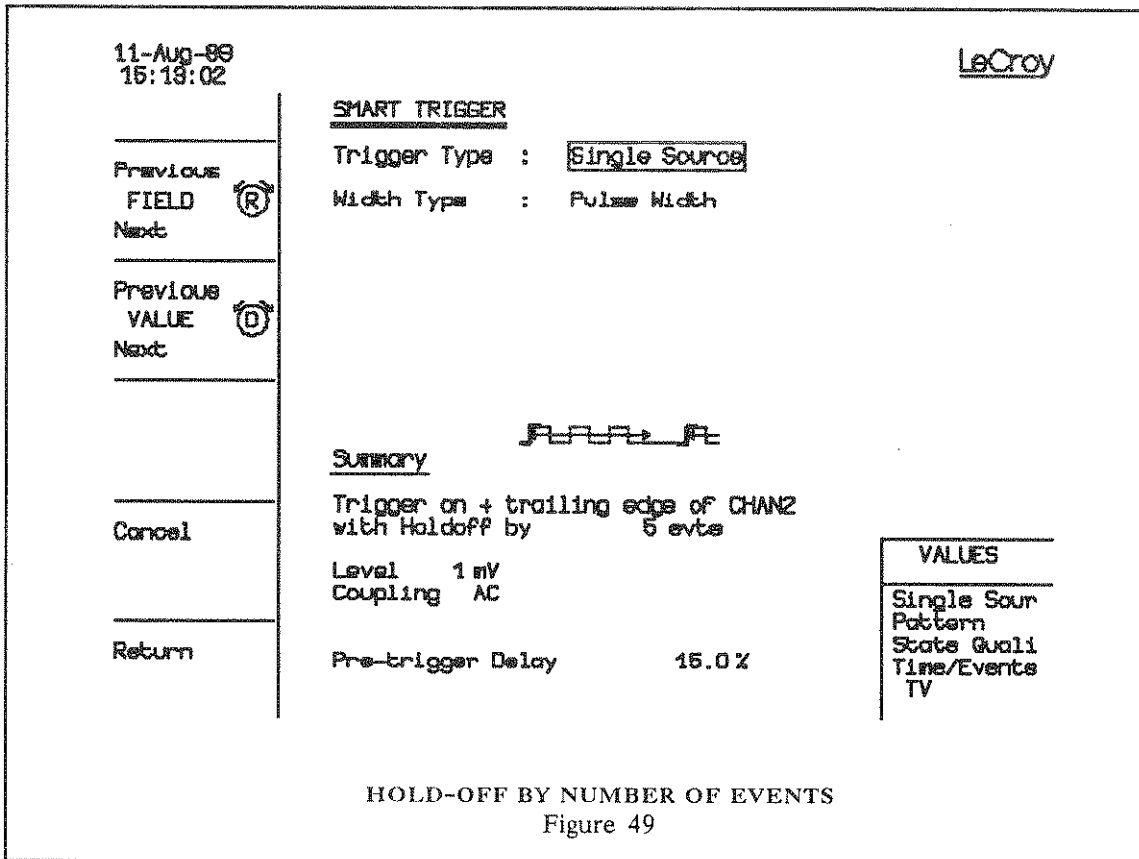 11-Aug-89
15:13:02
LeCroy
SMART TRIGGER
Trigger Type : Single Source
Previous
FIELD R
Next
Width Type : Pulse Width
Previous
VALUE D
Next
Summary
Trigger on + trailing edge of CHAN2
with Holdoff by 5 evts
Cancel
Level 1 mV
Coupling AC
Return
Pre-trigger Delay 15.0 %
VALUES
Single Sour
Pattern
State Quali
Time/Events
TV
HOLD-OFF BY NUMBER OF EVENTS
Figure 49